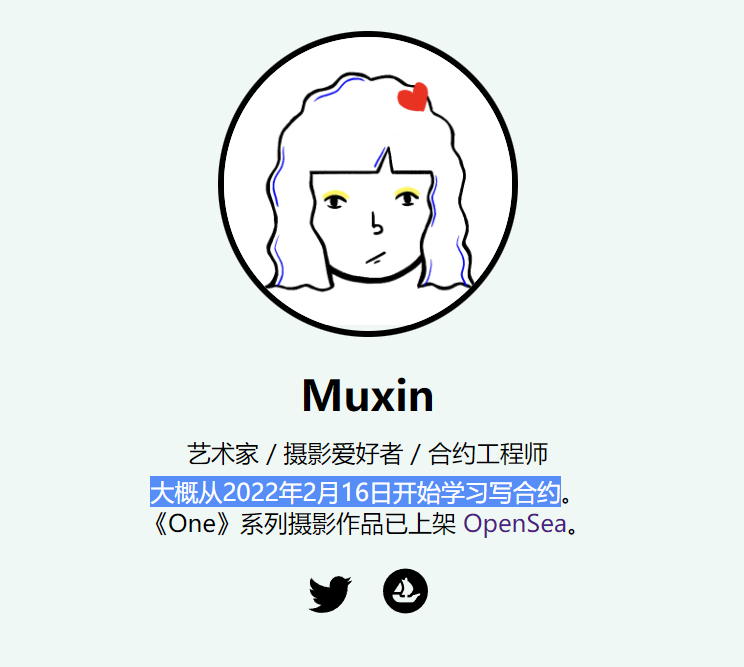 Muxin
艺术家 / 摄影爱好者 / 合约工程师
大概从2022年2月16日开始学习写合约。
《One》系列摄影作品已上架 OpenSea。